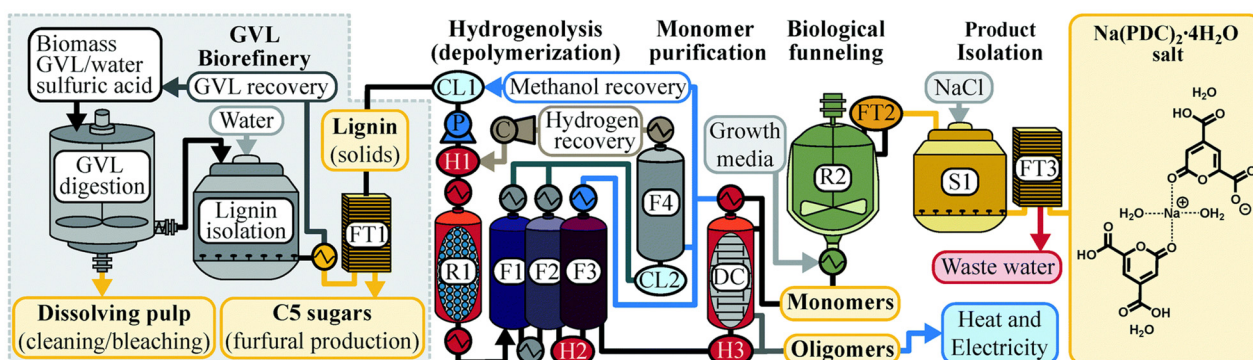 GVL
Biorefinery
Biomass
GVL/water
sulfuric acid
GVL recovery
Water
GVL
digestion
Lignin
isolation
Lignin
(solids)
FT1
Dissolving pulp
(cleaning/bleaching)
C5 sugars
(furfural production)
Hydrogenolysis
(depolymerization)
CL1
Methanol recovery
P
C
Hydrogen
recovery
H1
R1
F1
F2
F3
H2
Monomer
purification
F4
CL2
DC
H3
Biological
funneling
Growth
media
R2
FT2
Monomers
Oligomers
Heat and
Electricity
Product
Isolation
NaCl
S1
FT3
Waste water
Na(PDC)₂·4H₂O
salt
H₂O
HO
O
O
O
O
O
O⊖
H₂O
Na⊕
OH₂
O
O
O
HO
O
O
OH
H₂O